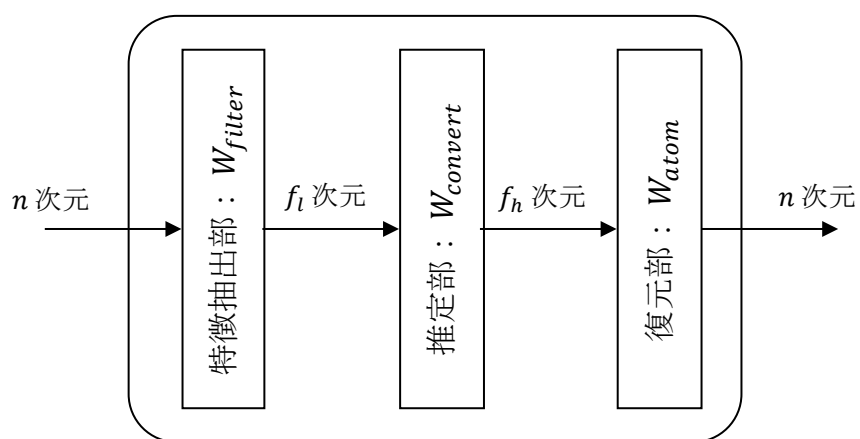 n 次元
特徴抽出部：W_filter
f_l 次元
推定部：W_convert
f_h 次元
復元部：W_atom
n 次元